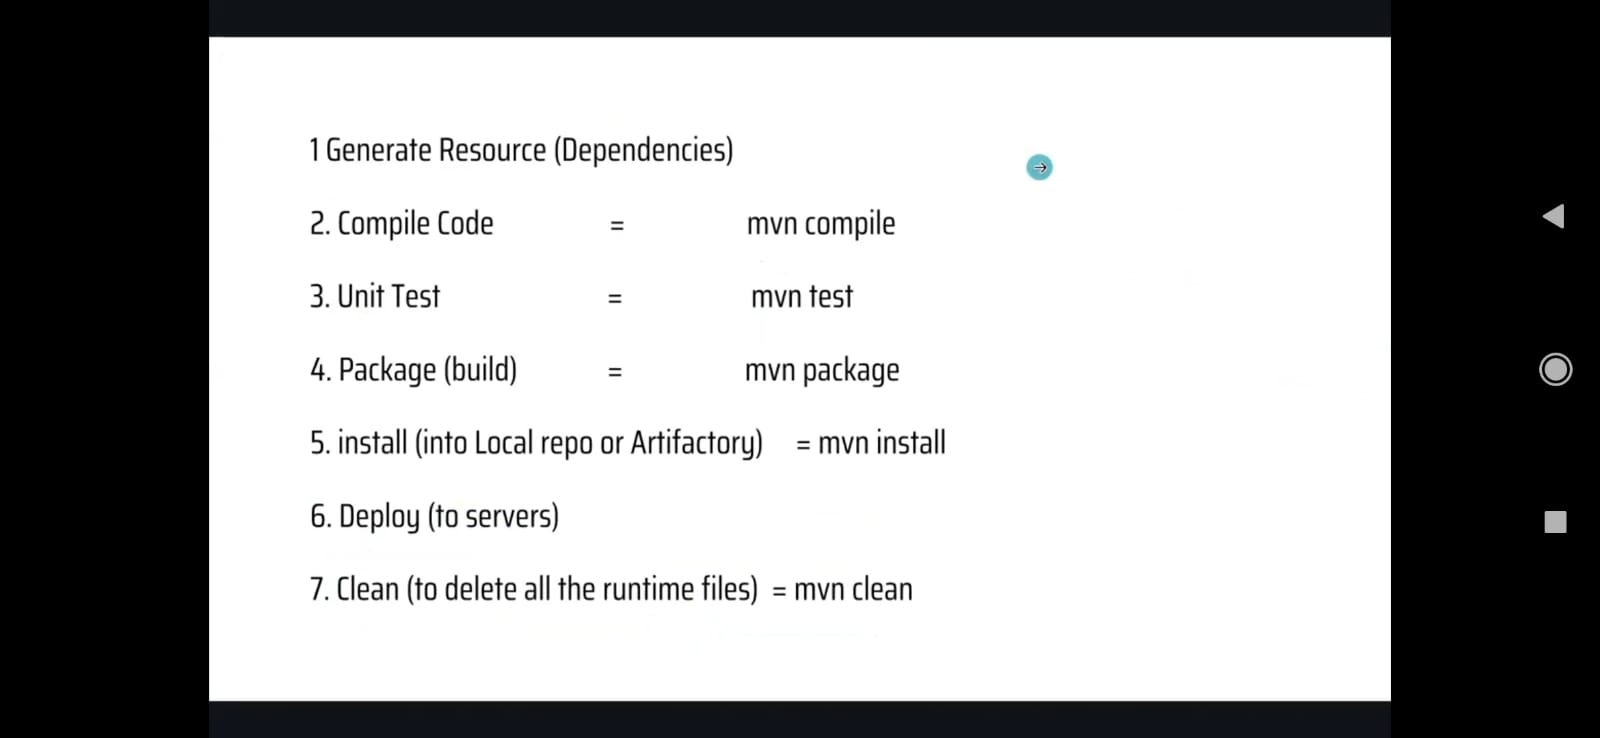 1 Generate Resource (Dependencies)
2. Compile Code = mvn compile
3. Unit Test = mvn test
4. Package (build) = mvn package
5. install (into Local repo or Artifactory) = mvn install
6. Deploy (to servers)
7. Clean (to delete all the runtime files) = mvn clean